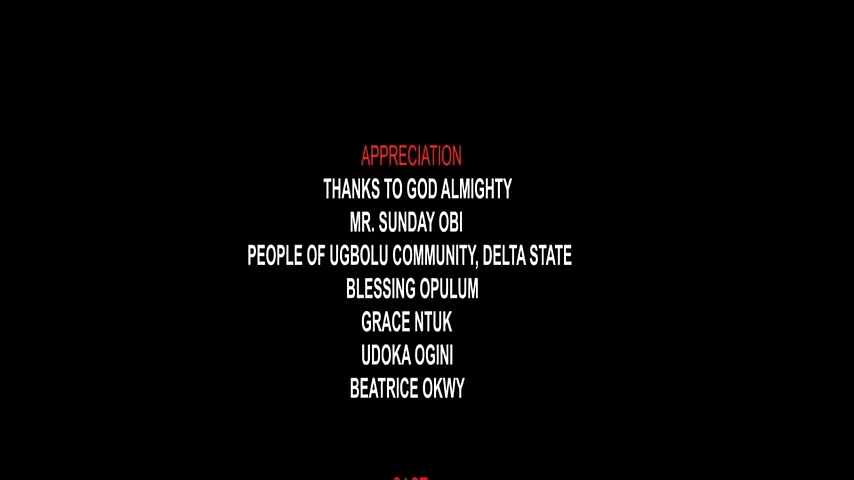 APPRECIATION
THANKS TO GOD ALMIGHTY
MR. SUNDAY OBI
PEOPLE OF UGBOLU COMMUNITY, DELTA STATE
BLESSING OPULUM
GRACE NTUK
UDOKA OGINI
BEATRICE OKWY